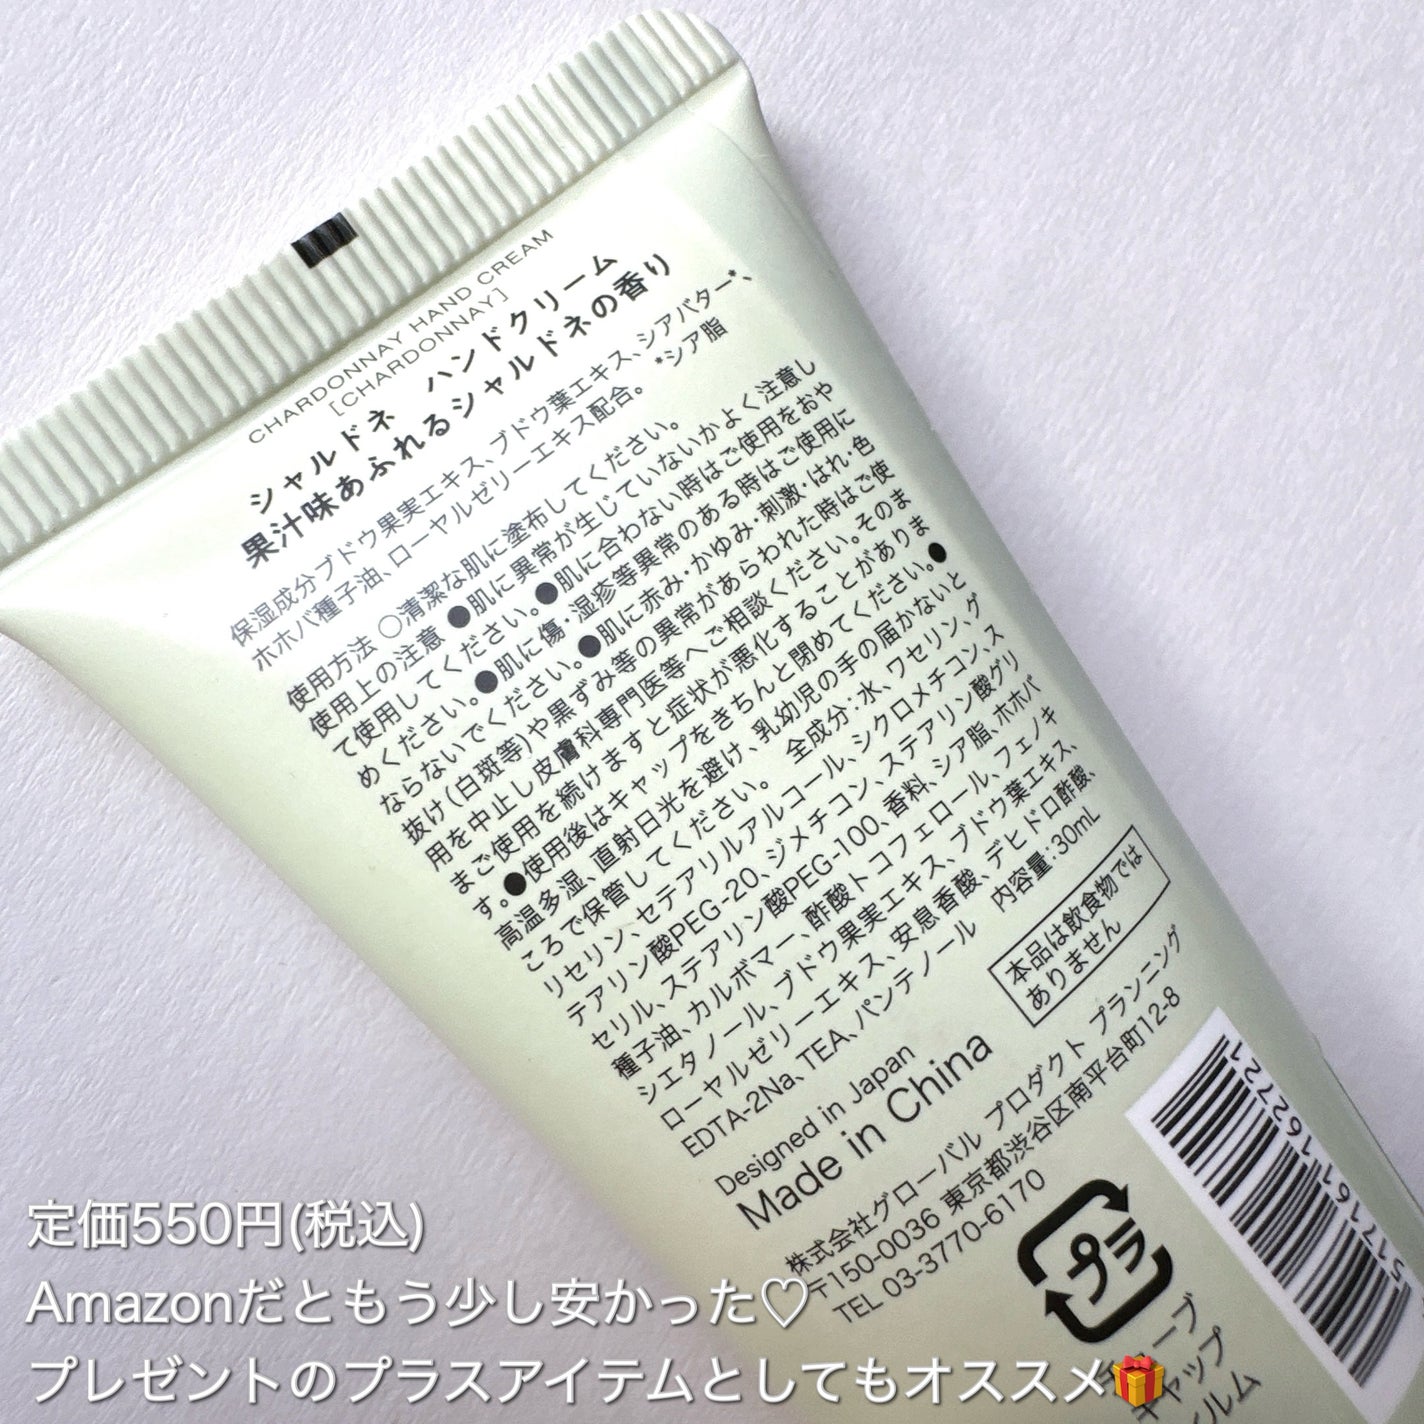 CHARDONNAY HAND CREAM
[CHARDONNAY]
シャルドネ ハンドクリーム
果汁味あふれるシャルドネの香り
保湿成分ブドウ果実エキス、ブドウ葉エキス、シアバター*、
ホホバ種子油、ローヤルゼリーエキス配合。 *シア脂
使用方法 ○清潔な肌に塗布してください。
使用上の注意 ●肌に異常が生じていないかよく注意し
て使用してください。●肌に合わない時はご使用をおや
めください。●肌に傷・湿疹等異常のある時はご使用に
ならないでください。●肌に赤み・かゆみ・刺激・はれ・色
抜け(白斑等)や黒ずみ等の異常があらわれた時はご使
用を中止し皮膚科専門医等へご相談ください。そのま
まご使用を続けますと症状が悪化することがありま
す。●使用後はキャップをきちんと閉めてください。●
高温多湿、直射日光を避け、乳幼児の手の届かないと
ころで保管してください。 全成分:水、ワセリン、グ
リセリン、セテアリルアルコール、シクロメチコン、ス
テアリン酸PEG-20、ジメチコン、ステアリン酸グリ
セリル、ステアリン酸PEG-100、香料、シア脂、ホホバ
種子油、カルボマー、酢酸トコフェロール、フェノキ
シエタノール、ブドウ果実エキス、ブドウ葉エキス、
ローヤルゼリーエキス、安息香酸、デヒドロ酢酸、
EDTA-2Na、TEA、パンテノール 内容量:30mL
本品は飲食物では
ありません
Designed in Japan
Made in China
株式会社グローバル プロダクト プランニング
〒150-0036 東京都渋谷区南平台町12-8
TEL 03-3770-6170
プラ
キャップ
定価550円(税込)
Amazonだともう少し安かった♡
プレゼントのプラスアイテムとしてもオススメ🎁